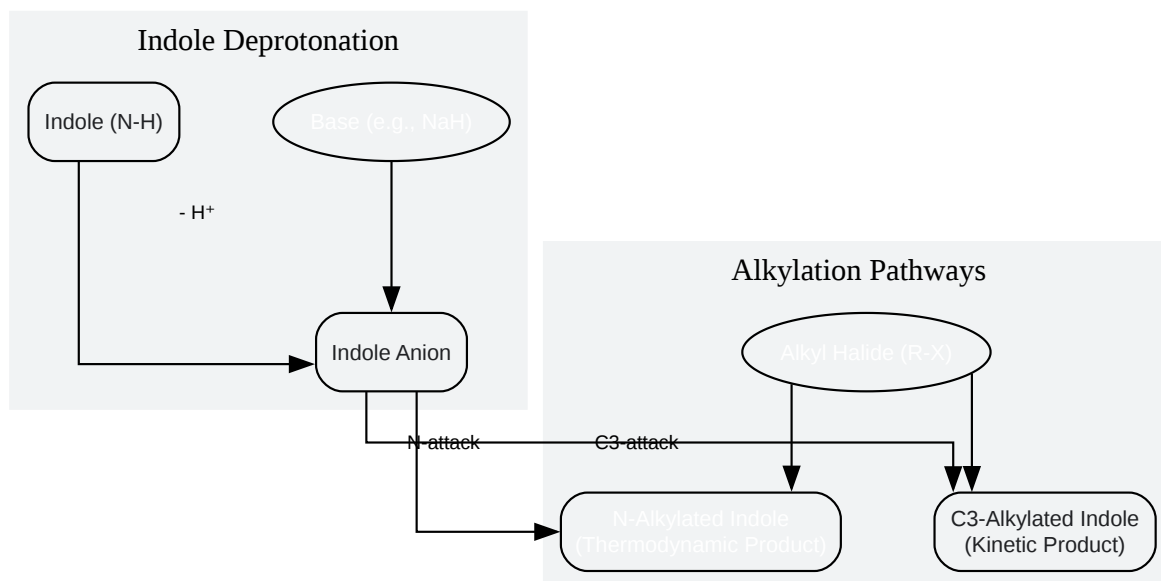 Indole Deprotonation
Indole (N-H)
Base (e.g., NaH)
- H⁺
Indole Anion
Alkylation Pathways
Alkyl Halide (R-X)
N-attack
C3-attack
N-Alkylated Indole
(Thermodynamic Product)
C3-Alkylated Indole
(Kinetic Product)